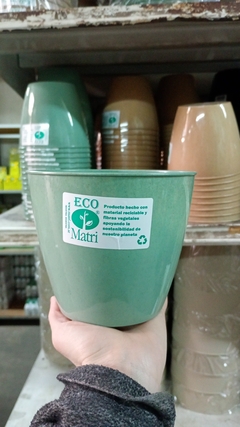 ECO
Matri
Producto hecho con
material reciclable y
fibras vegetales
apoyando la
sostenibilidad de
nuestro planeta